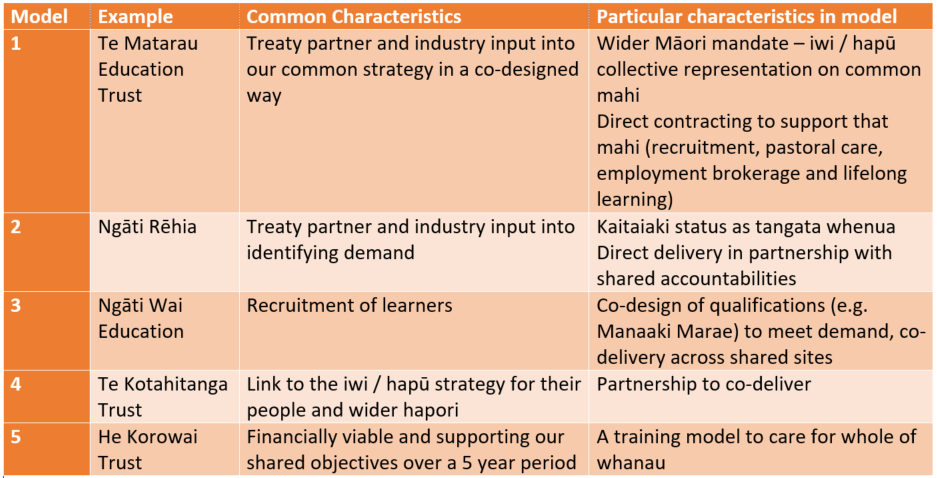 Model Example Common Characteristics Particular characteristics in model
1 Te Matarau Treaty partner and industry input into Wider Māori mandate – iwi / hapū
Education our common strategy in a co-designed collective representation on common
Trust way mahi
Direct contracting to support that
mahi (recruitment, pastoral care,
employment brokerage and lifelong
learning)
2 Ngāti Rēhia Treaty partner and industry input into Kaitaiaki status as tangata whenua
identifying demand Direct delivery in partnership with
shared accountabilities
3 Ngāti Wai Recruitment of learners Co-design of qualifications (e.g.
Education Manaaki Marae) to meet demand, co-
delivery across shared sites
4 Te Kotahitanga Link to the iwi / hapū strategy for their Partnership to co-deliver
Trust people and wider hapori
5 He Korowai Financially viable and supporting our A training model to care for whole of
Trust shared objectives over a 5 year period whanau